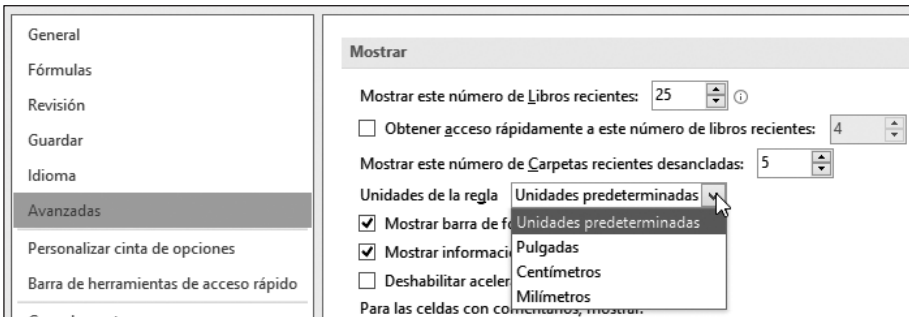 General
Fórmulas
Revisión
Guardar
Idioma
Avanzadas
Personalizar cinta de opciones
Barra de herramientas de acceso rápido
Mostrar
Mostrar este número de Libros recientes: 25
Obtener acceso rápidamente a este número de libros recientes: 4
Mostrar este número de Carpetas recientes desancladas: 5
Unidades de la regla Unidades predeterminadas
Mostrar barra de
Mostrar
Deshabilitar
Unidades predeterminadas
Pulgadas
Centímetros
Milímetros
Para las celdas con comentarios, mostrar: